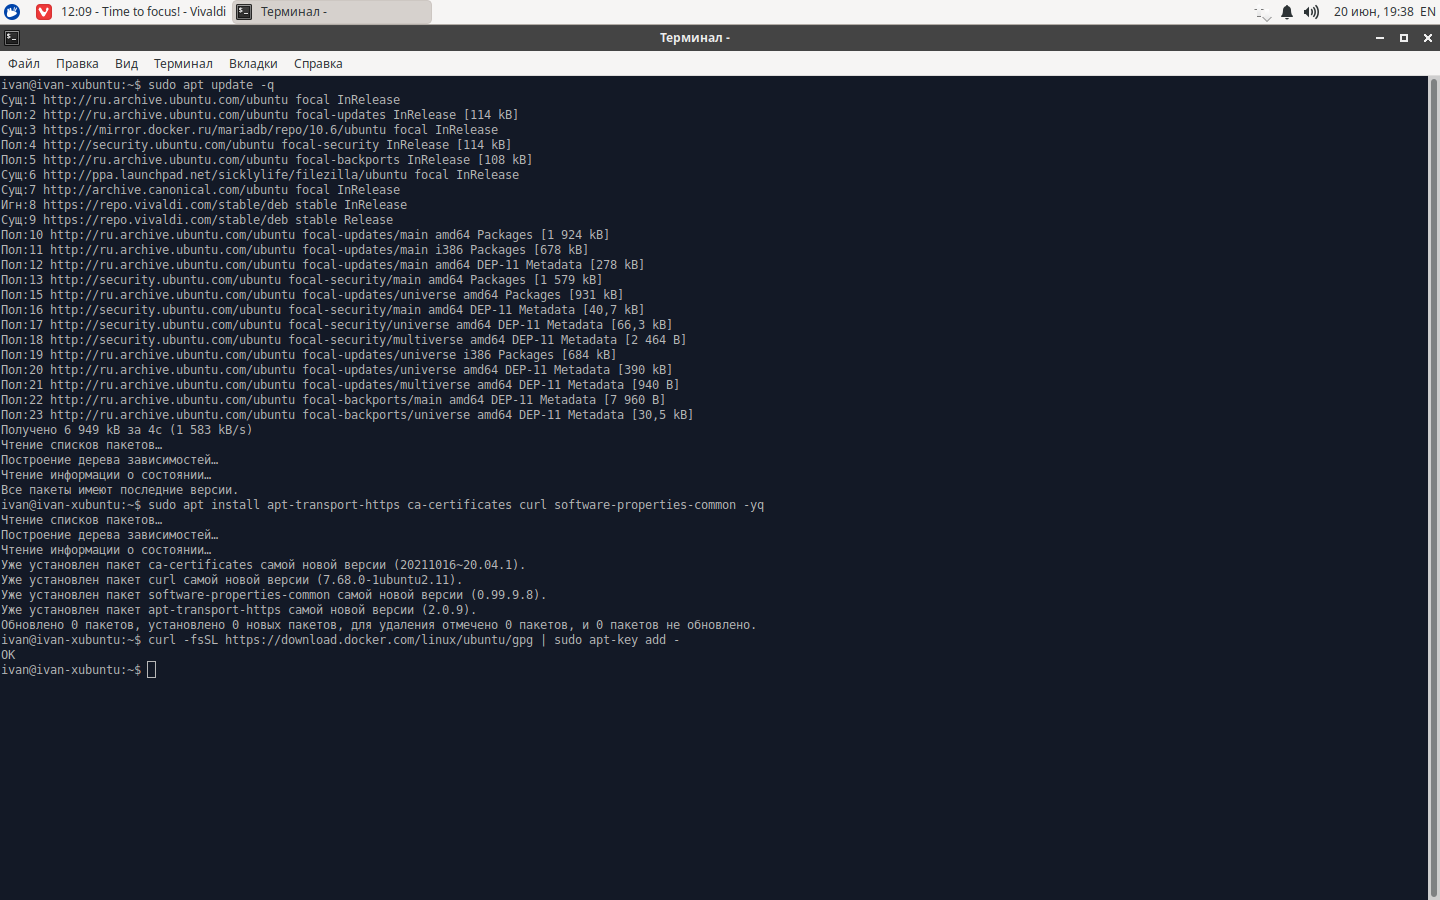 12:09 - Time to focus! - Vivaldi Терминал - 20 июн, 19:38 EN
Терминал -
Файл Правка Вид Терминал Вкладки Справка
ivan@ivan-xubuntu:~$ sudo apt update -q
Сущ:1 http://ru.archive.ubuntu.com/ubuntu focal InRelease
Пол:2 http://ru.archive.ubuntu.com/ubuntu focal-updates InRelease [114 kB]
Сущ:3 https://mirror.docker.ru/mariadb/repo/10.6/ubuntu focal InRelease
Пол:4 http://security.ubuntu.com/ubuntu focal-security InRelease [114 kB]
Пол:5 http://ru.archive.ubuntu.com/ubuntu focal-backports InRelease [108 kB]
Сущ:6 http://ppa.launchpad.net/sicklylife/filezilla/ubuntu focal InRelease
Сущ:7 http://archive.canonical.com/ubuntu focal InRelease
Игн:8 https://repo.vivaldi.com/stable/deb stable InRelease
Сущ:9 https://repo.vivaldi.com/stable/deb stable Release
Пол:10 http://ru.archive.ubuntu.com/ubuntu focal-updates/main amd64 Packages [1 924 kB]
Пол:11 http://ru.archive.ubuntu.com/ubuntu focal-updates/main i386 Packages [678 kB]
Пол:12 http://ru.archive.ubuntu.com/ubuntu focal-updates/main amd64 DEP-11 Metadata [278 kB]
Пол:13 http://security.ubuntu.com/ubuntu focal-security/main amd64 Packages [1 579 kB]
Пол:15 http://ru.archive.ubuntu.com/ubuntu focal-updates/universe amd64 Packages [931 kB]
Пол:16 http://security.ubuntu.com/ubuntu focal-security/main amd64 DEP-11 Metadata [40,7 kB]
Пол:17 http://security.ubuntu.com/ubuntu focal-security/universe amd64 DEP-11 Metadata [66,3 kB]
Пол:18 http://security.ubuntu.com/ubuntu focal-security/multiverse amd64 DEP-11 Metadata [2 464 B]
Пол:19 http://ru.archive.ubuntu.com/ubuntu focal-updates/universe i386 Packages [684 kB]
Пол:20 http://ru.archive.ubuntu.com/ubuntu focal-updates/universe amd64 DEP-11 Metadata [390 kB]
Пол:21 http://ru.archive.ubuntu.com/ubuntu focal-updates/multiverse amd64 DEP-11 Metadata [940 B]
Пол:22 http://ru.archive.ubuntu.com/ubuntu focal-backports/main amd64 DEP-11 Metadata [7 960 B]
Пол:23 http://ru.archive.ubuntu.com/ubuntu focal-backports/universe amd64 DEP-11 Metadata [30,5 kB]
Получено 6 949 kB за 4с (1 583 kB/s)
Чтение списков пакетов…
Построение дерева зависимостей…
Чтение информации о состоянии…
Все пакеты имеют последние версии.
ivan@ivan-xubuntu:~$ sudo apt install apt-transport-https ca-certificates curl software-properties-common -yq
Чтение списков пакетов…
Построение дерева зависимостей…
Чтение информации о состоянии…
Уже установлен пакет ca-certificates самой новой версии (20211016~20.04.1).
Уже установлен пакет curl самой новой версии (7.68.0-1ubuntu2.11).
Уже установлен пакет software-properties-common самой новой версии (0.99.9.8).
Уже установлен пакет apt-transport-https самой новой версии (2.0.9).
Обновлено 0 пакетов, установлено 0 новых пакетов, для удаления отмечено 0 пакетов, и 0 пакетов не обновлено.
ivan@ivan-xubuntu:~$ curl -fsSL https://download.docker.com/linux/ubuntu/gpg | sudo apt-key add -
OK
ivan@ivan-xubuntu:~$